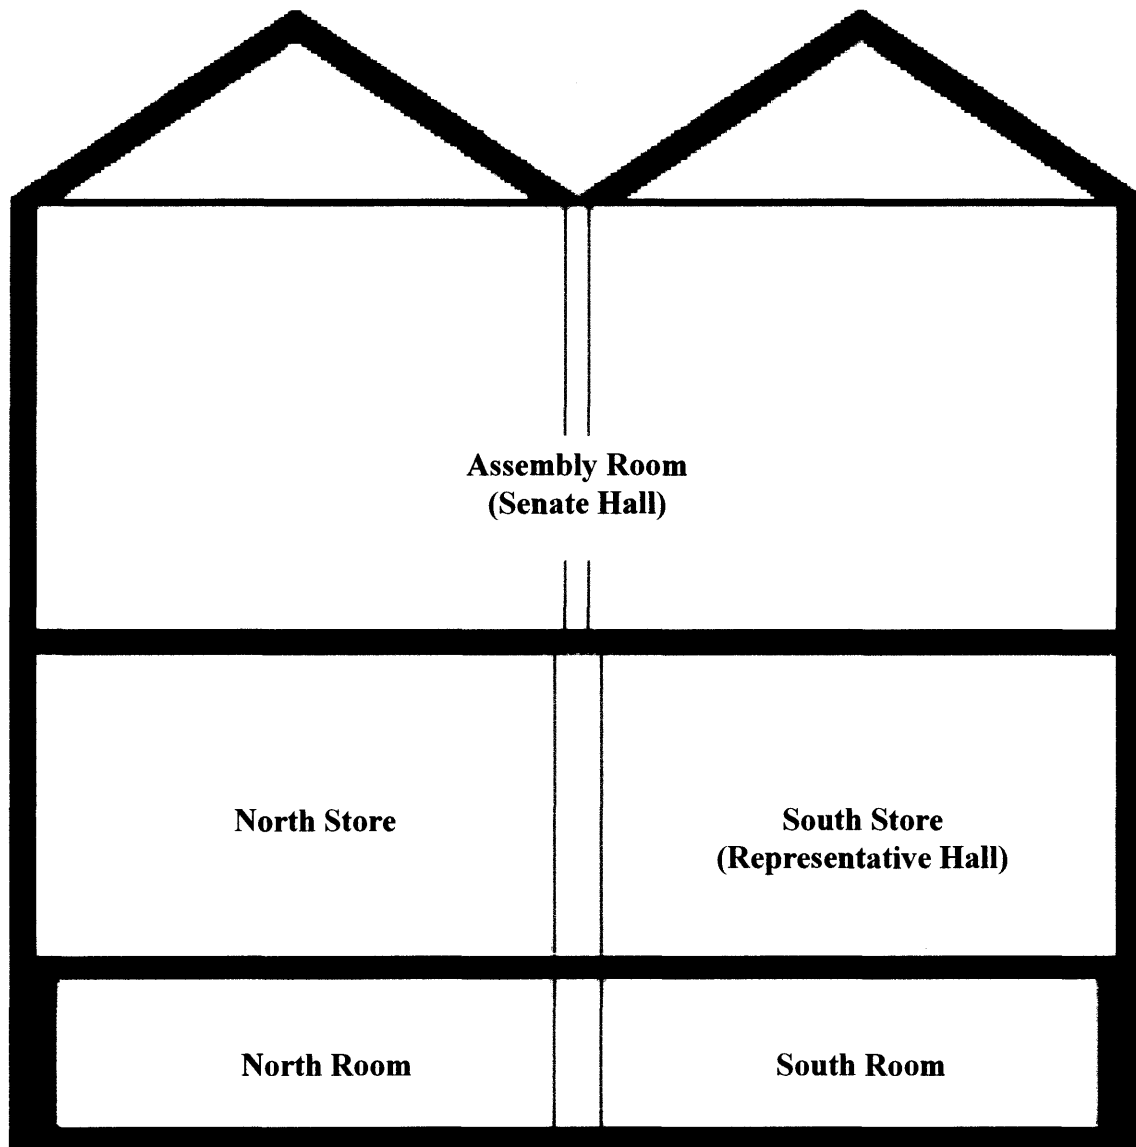 Assembly Room
(Senate Hall)
North Store
South Store
(Representative Hall)
North Room
South Room